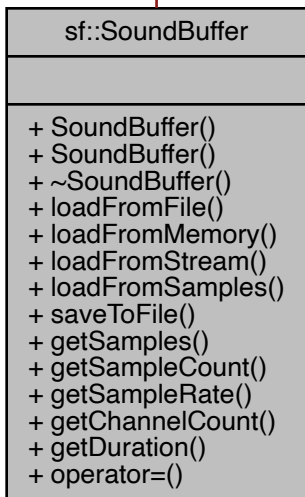 sf::SoundBuffer
+ SoundBuffer()
+ SoundBuffer()
+ ~SoundBuffer()
+ loadFromFile()
+ loadFromMemory()
+ loadFromStream()
+ loadFromSamples()
+ saveToFile()
+ getSamples()
+ getSampleCount()
+ getSampleRate()
+ getChannelCount()
+ getDuration()
+ operator=()